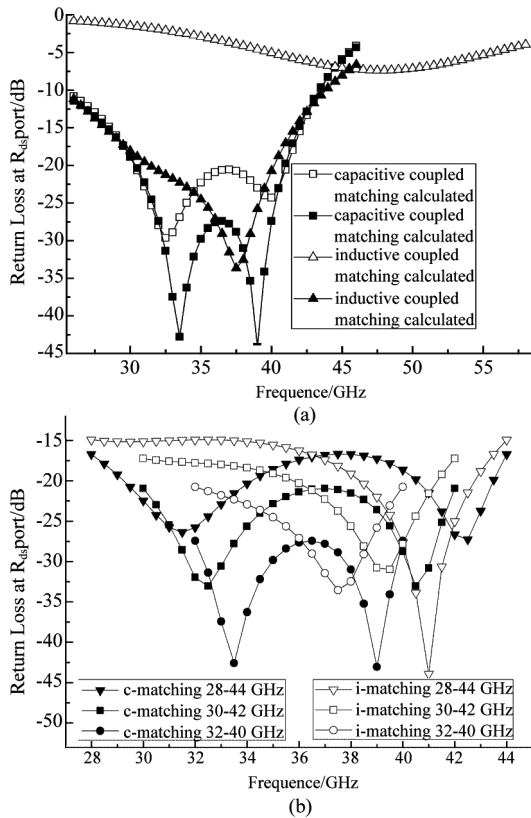 0
-5
-10
-15
-20
-25
-30
-35
-40
-45
Return Loss at Rdsport/dB
capacitive coupled
matching calculated
capacitive coupled
matching calculated
inductive coupled
matching calculated
inductive coupled
matching calculated
30 35 40 45 50 55
Frequence/GHz
(a)
-15
-20
-25
-30
-35
-40
-45
-50
Return Loss at Rdsport/dB
c-matching 28-44 GHz
c-matching 30-42 GHz
c-matching 32-40 GHz
i-matching 28-44 GHz
i-matching 30-42 GHz
i-matching 32-40 GHz
28 30 32 34 36 38 40 42 44
Frequence/GHz
(b)